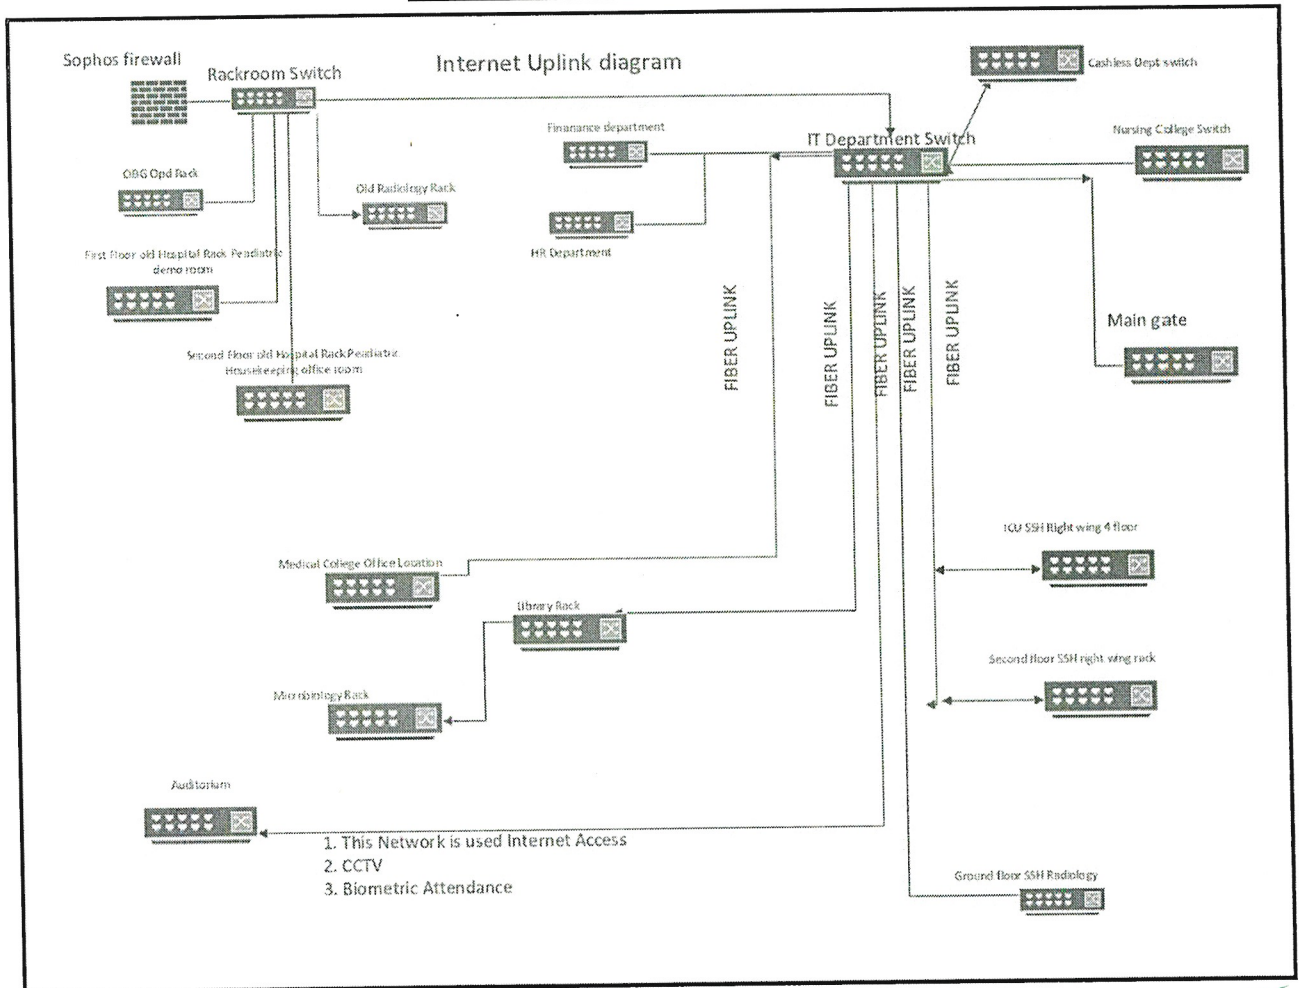 Sophos firewall
Rackroom Switch
Internet Uplink diagram
Cashless Dept switch
Finanance department
IT Department Switch
Nursing College Switch
OBG Opd Rack
Old Radiology Rack
First Floor old Hospital Rack Peadiatric
demo room
HR Department
FIBER UPLINK
FIBER UPLINK
FIBER UPLINK
FIBER UPLINK
FIBER UPLINK
Main gate
Second Floor old Hospital Rack Peadiatric
Housekeeping office room
ICU SSH Right wing 4 floor
Medical College Office Location
Library Rack
Second floor SSH right wing rack
Microbiology Rack
Auditorium
1. This Network is used Internet Access
2. CCTV
3. Biometric Attendance
Ground floor SSH Radiology